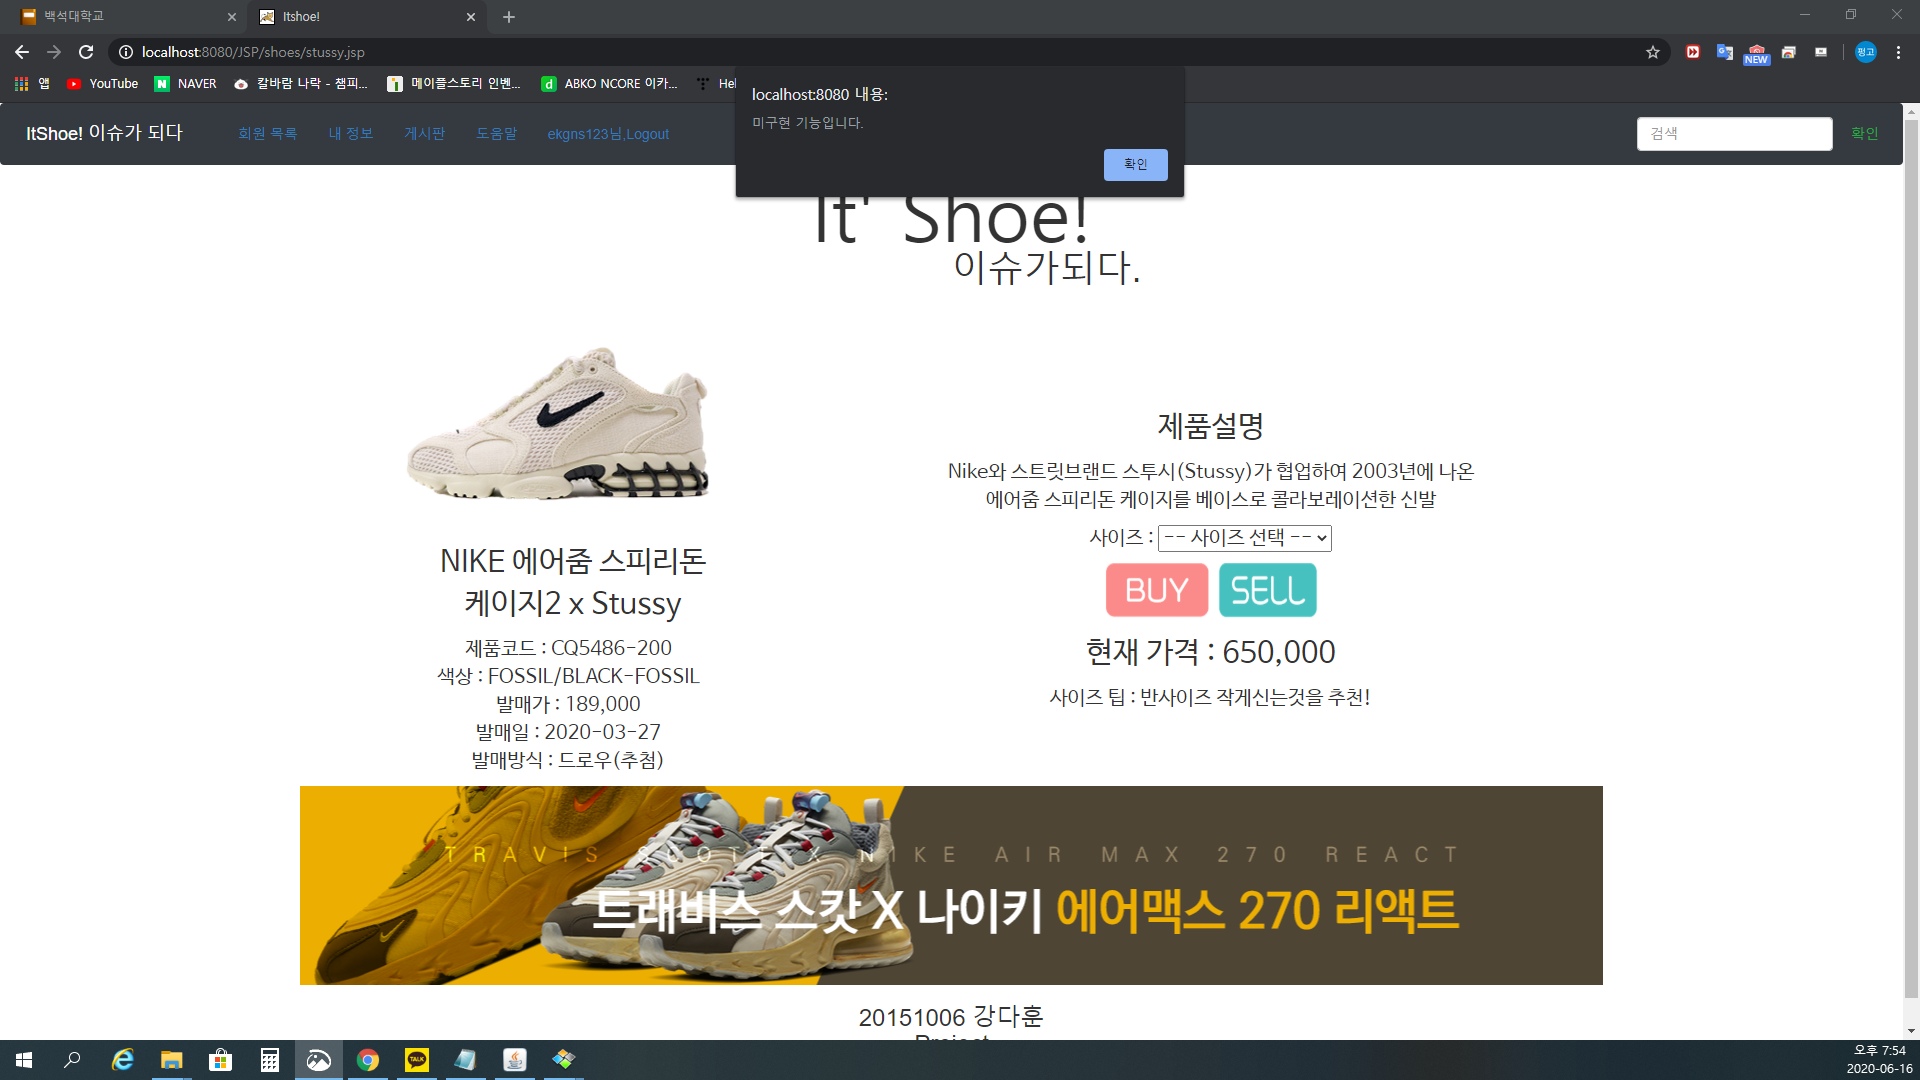 백석대학교
Itshoe!
localhost:8080/JSP/shoes/stussy.jsp
NEW
펑고
앱
YouTube
NAVER
칼바람 나락 - 챔피...
메이플스토리 인벤...
ABKO NCORE 이카...
Hel
localhost:8080 내용:
미구현 기능입니다.
확인
ItShoe! 이슈가 되다
회원 목록
내 정보
게시판
도움말
ekgns123님,Logout
검색
확인
It' Shoe!
이슈가되다.
NIKE 에어줌 스피리돈
케이지2 x Stussy
제품코드 : CQ5486-200
색상 : FOSSIL/BLACK-FOSSIL
발매가 : 189,000
발매일 : 2020-03-27
발매방식 : 드로우(추첨)
제품설명
Nike와 스트릿브랜드 스투시(Stussy)가 협업하여 2003년에 나온
에어줌 스피리돈 케이지를 베이스로 콜라보레이션한 신발
사이즈 : -- 사이즈 선택 --
BUY SELL
현재 가격 : 650,000
사이즈 팁 : 반사이즈 작게신는것을 추천!
TRAVIS SCOTT X NIKE AIR MAX 270 REACT
트래비스 스캇 X 나이키 에어맥스 270 리액트
20151006 강다훈
Project
TALK
오후 7:54
2020-06-16